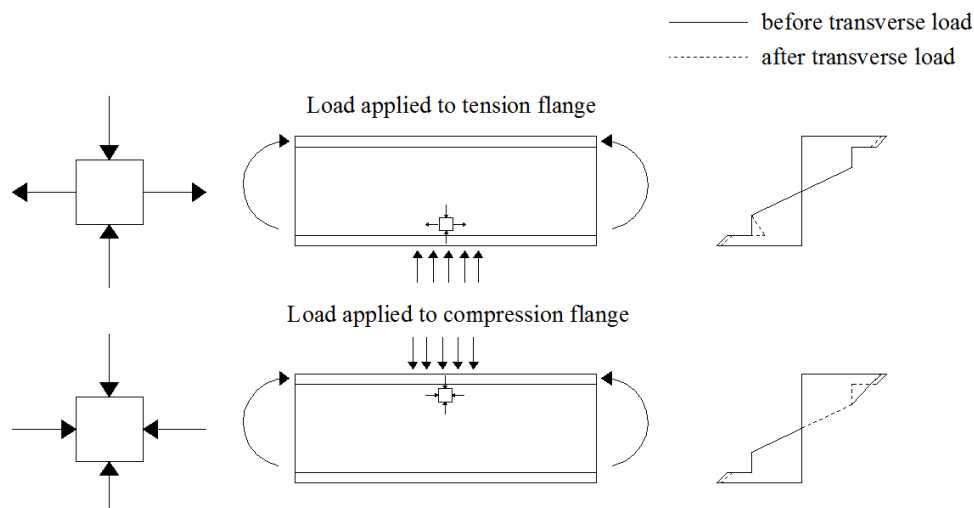 before transverse load
after transverse load
Load applied to tension flange
Load applied to compression flange